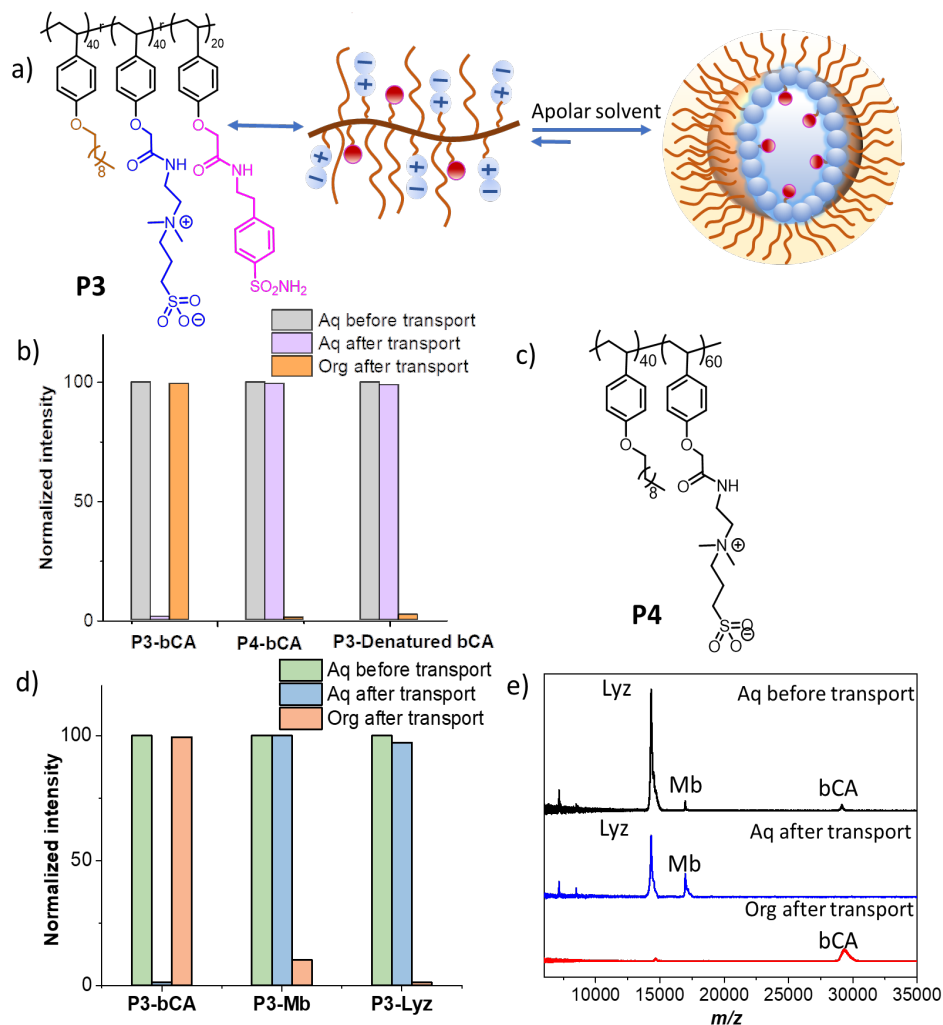 a)
40
r
40
r
20
O
O
O
8
O
NH
O
NH
N
+
S
O
O
O
⊖
SO2NH2
P3
Apolar solvent
b)
Aq before transport
Aq after transport
Org after transport
Normalized intensity
100
50
0
P3-bCA
P4-bCA
P3-Denatured bCA
c)
40
60
O
O
8
O
NH
N
⊕
S
O
O
O
⊖
P4
d)
Aq before transport
Aq after transport
Org after transport
Normalized intensity
100
50
0
P3-bCA
P3-Mb
P3-Lyz
e)
Lyz
Aq before transport
Mb
bCA
Lyz
Aq after transport
Mb
Org after transport
bCA
10000 15000 20000 25000 30000 35000
m/z